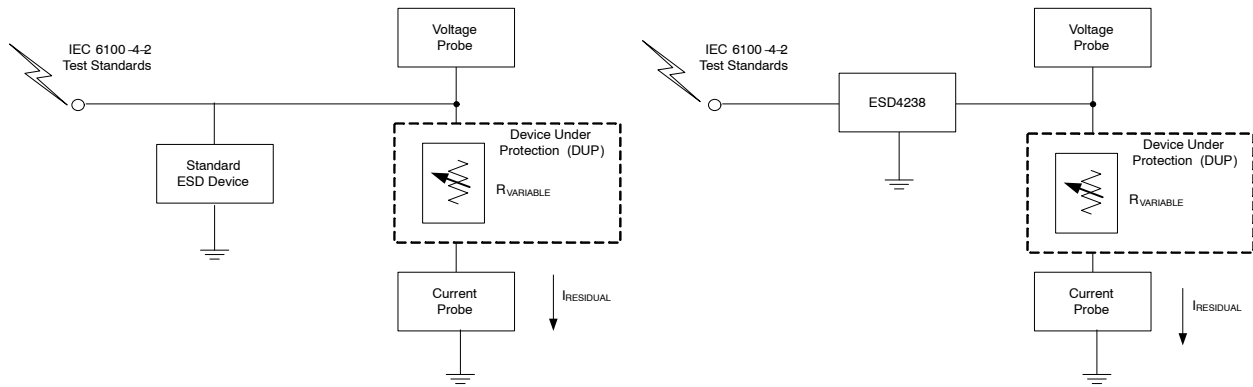 IEC 6100-4-2
Test Standards
Voltage
Probe
Standard
ESD Device
Device Under
Protection (DUP)
RVARIABLE
Current
Probe
IRESIDUAL
IEC 6100-4-2
Test Standards
Voltage
Probe
ESD4238
Device Under
Protection (DUP)
RVARIABLE
Current
Probe
IRESIDUAL